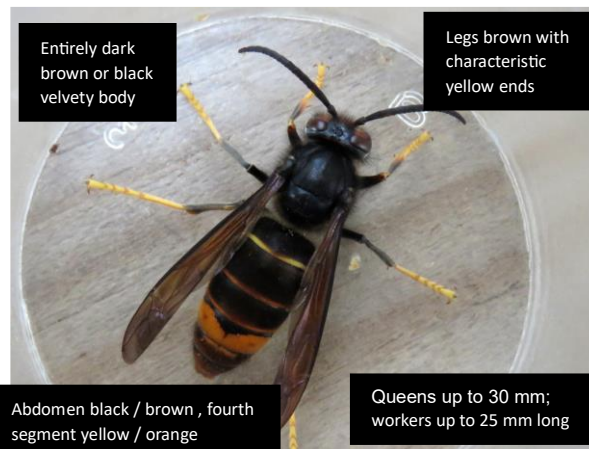 Entirely dark
brown or black
velvety body
Legs brown with
characteristic
yellow ends
Abdomen black / brown , fourth
segment yellow / orange
Queens up to 30 mm;
workers up to 25 mm long